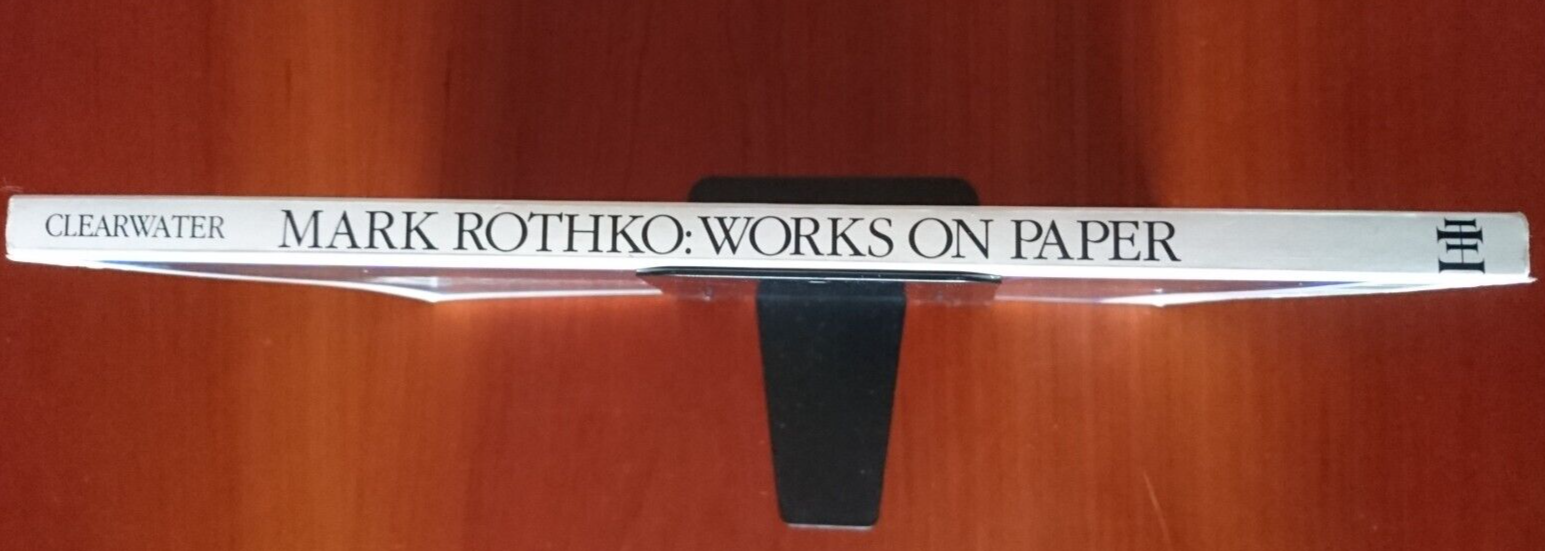 CLEARWATER MARK ROTHKO: WORKS ON PAPER